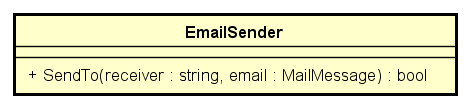 EmailSender
+ SendTo(receiver : string, email : MailMessage) : bool